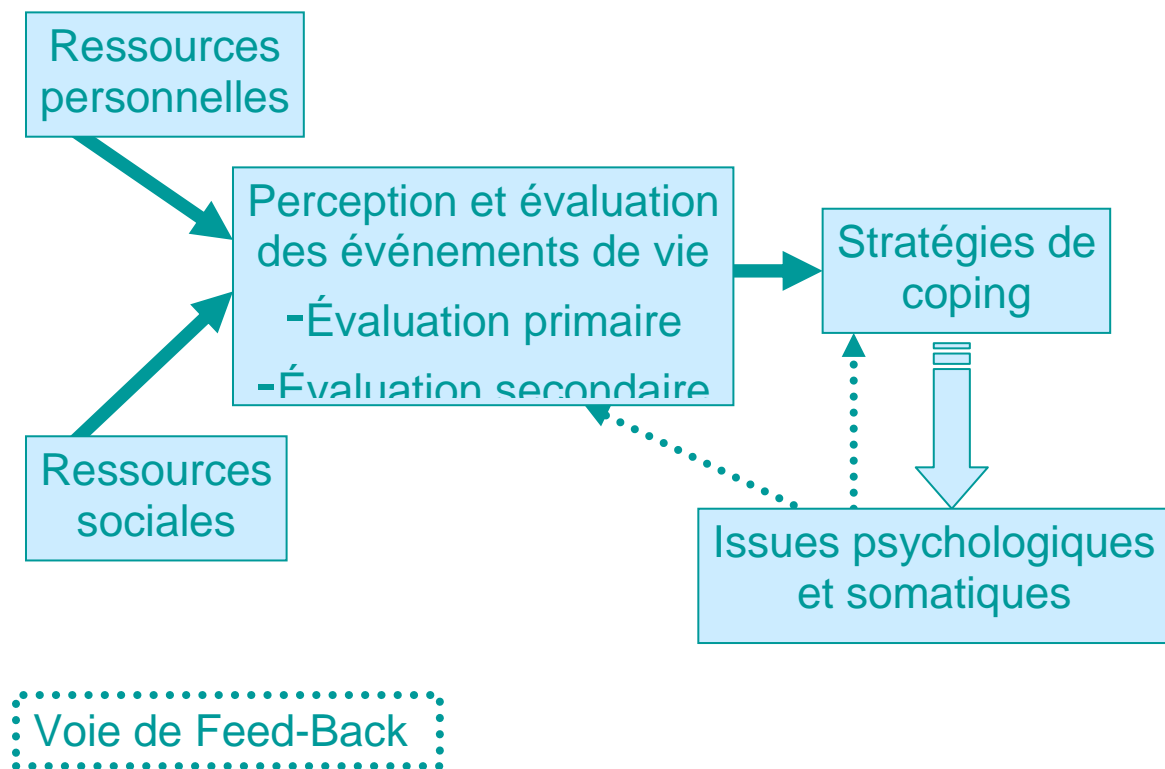 Ressources
personnelles
Perception et évaluation
des événements de vie
-Évaluation primaire
-Évaluation secondaire
Stratégies de
coping
Ressources
sociales
Issues psychologiques
et somatiques
Voie de Feed-Back